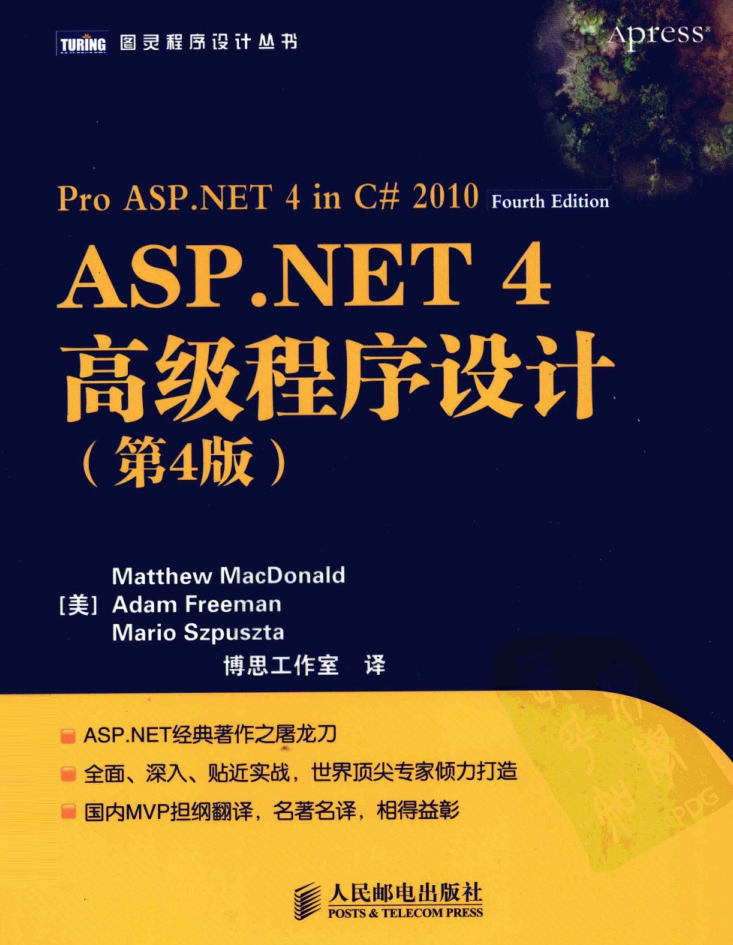 TURING 图灵程序设计丛书
Apress®
Pro ASP.NET 4 in C# 2010 Fourth Edition
ASP.NET 4
高级程序设计
（第4版）
Matthew MacDonald
[美] Adam Freeman
Mario Szpuszta
博思工作室 译
ASP.NET经典著作之屠龙刀
全面、深入、贴近实战，世界顶尖专家倾力打造
国内MVP担纲翻译，名著名译，相得益彰
PDG
人民邮电出版社
POSTS & TELECOM PRESS